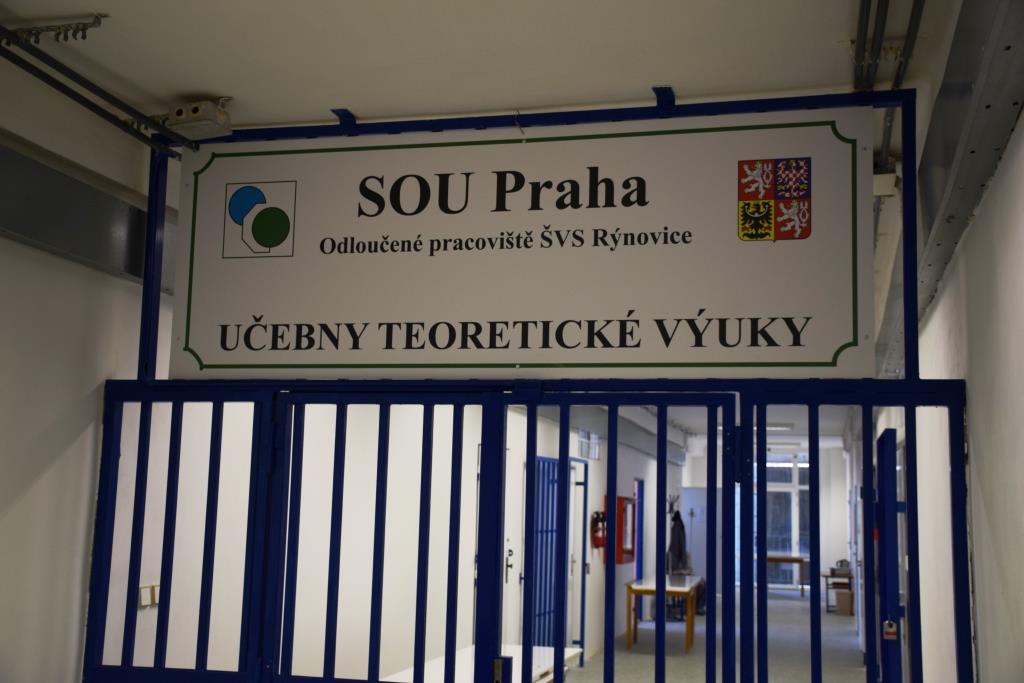 SOU Praha
Odloučené pracoviště ŠVS Rýnovice
UČEBNY TEORETICKÉ VÝUKY